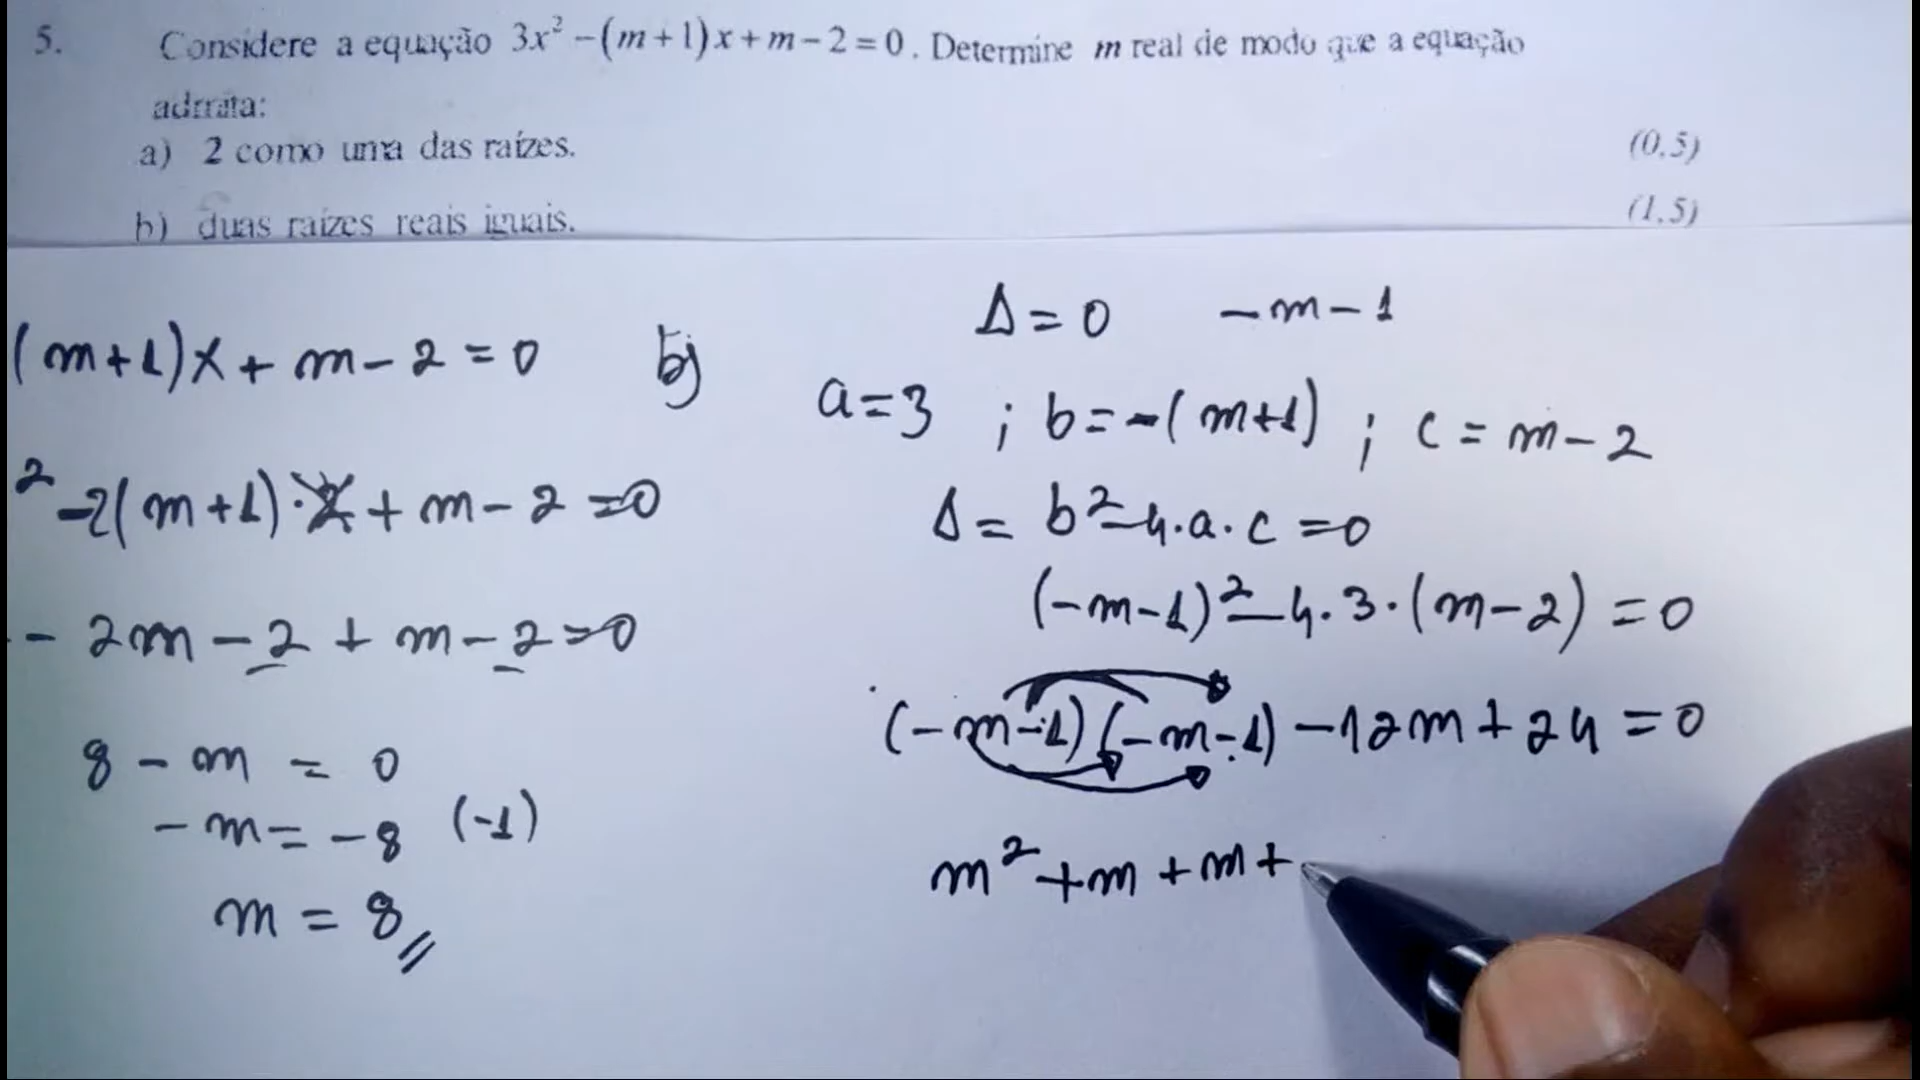 5. Considere a equação 3x² − (m + 1)x + m − 2 = 0. Determine m real de modo que a equação
admita:
a) 2 como uma das raízes. (0.5)
b) duas raízes reais iguais. (1.5)
(m+1)x + m − 2 = 0
² −2(m+1)·2 + m − 2 = 0
− 2m − 2 + m − 2 = 0
8 − m = 0
− m = − 8 (-1)
m = 8
b)
Δ = 0 − m − 1
a = 3 ; b = −(m+1) ; c = m − 2
Δ = b² − 4·a·c = 0
(−m−1)² − 4·3·(m−2) = 0
(−m−1)(−m−1) − 12m + 24 = 0
m² + m + m +